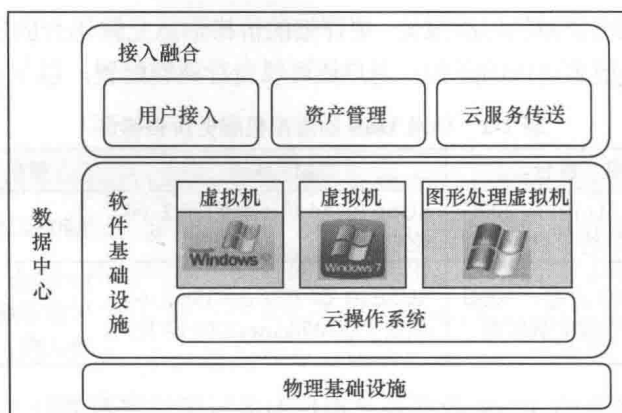 接入融合
用户接入
资产管理
云服务传送
数据中心
软件基础设施
虚拟机
虚拟机
图形处理虚拟机
Windows
Windows 7
云操作系统
物理基础设施